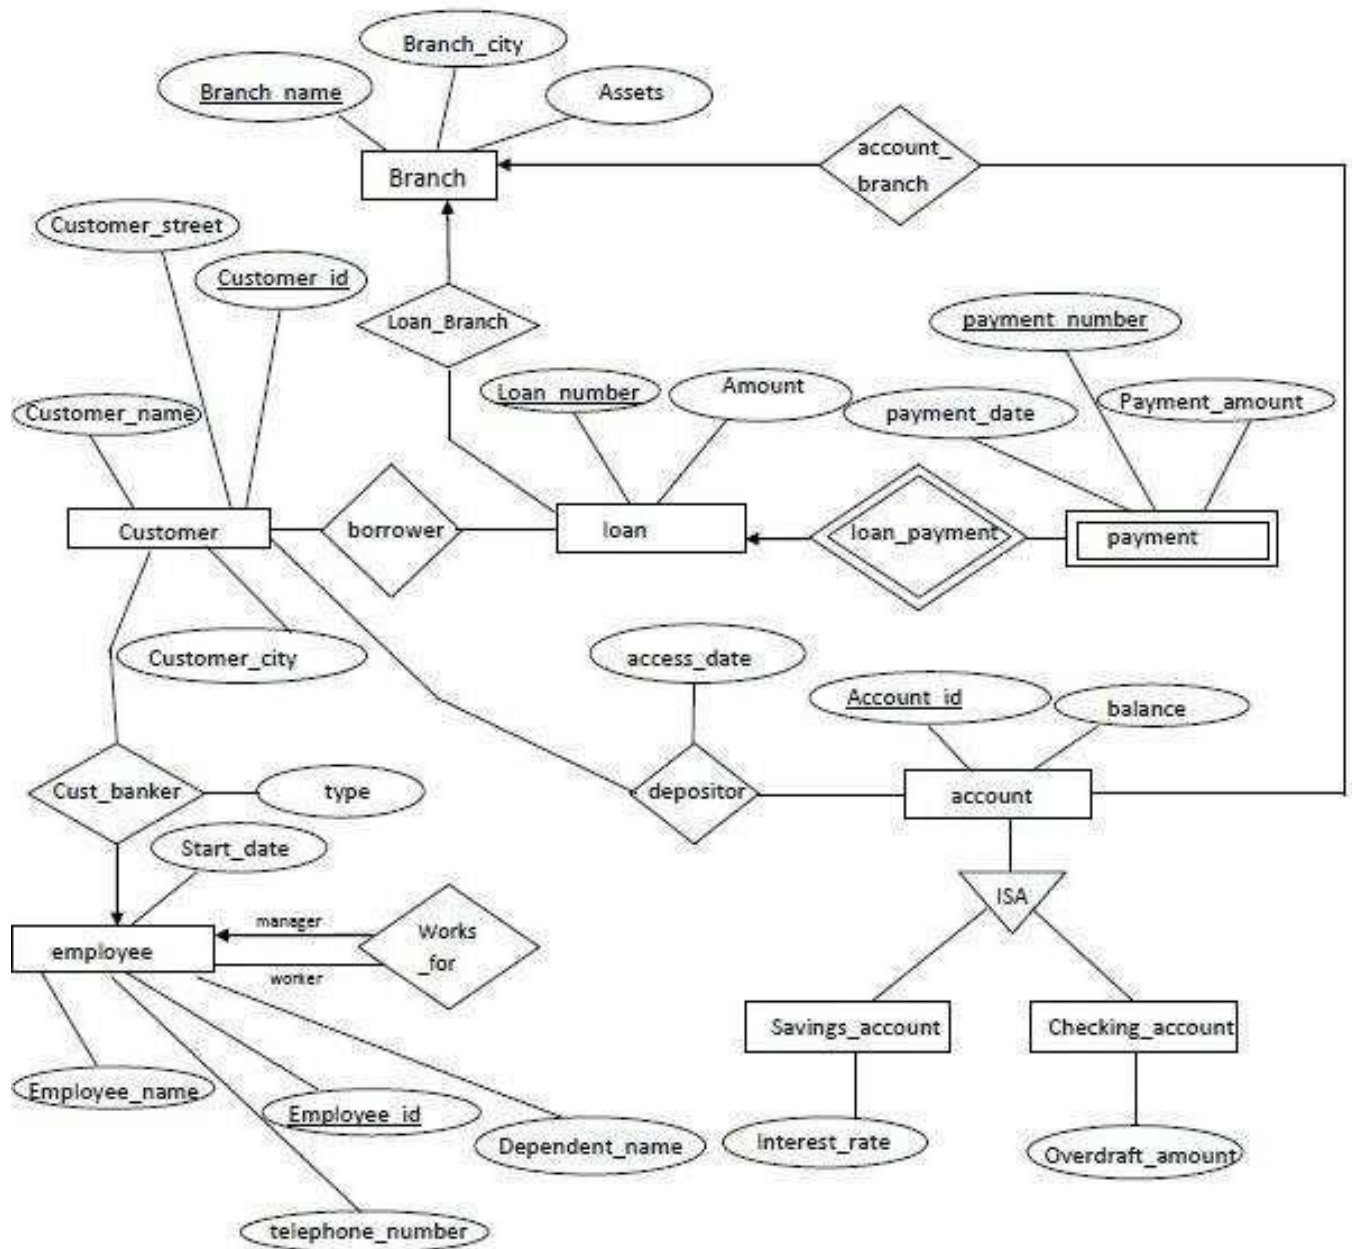 Branch_city
Branch_name
Assets
account_
branch
Branch
Customer_street
Customer_id
Loan_Branch
payment_number
Loan_number
Amount
Customer_name
payment_date
Payment_amount
Customer
borrower
loan
loan_payment
payment
Customer_city
access_date
Account_id
balance
Cust_banker
type
depositor
account
Start_date
ISA
manager
Works
_for
employee
worker
Savings_account
Checking_account
Employee_name
Employee_id
Dependent_name
Interest_rate
Overdraft_amount
telephone_number